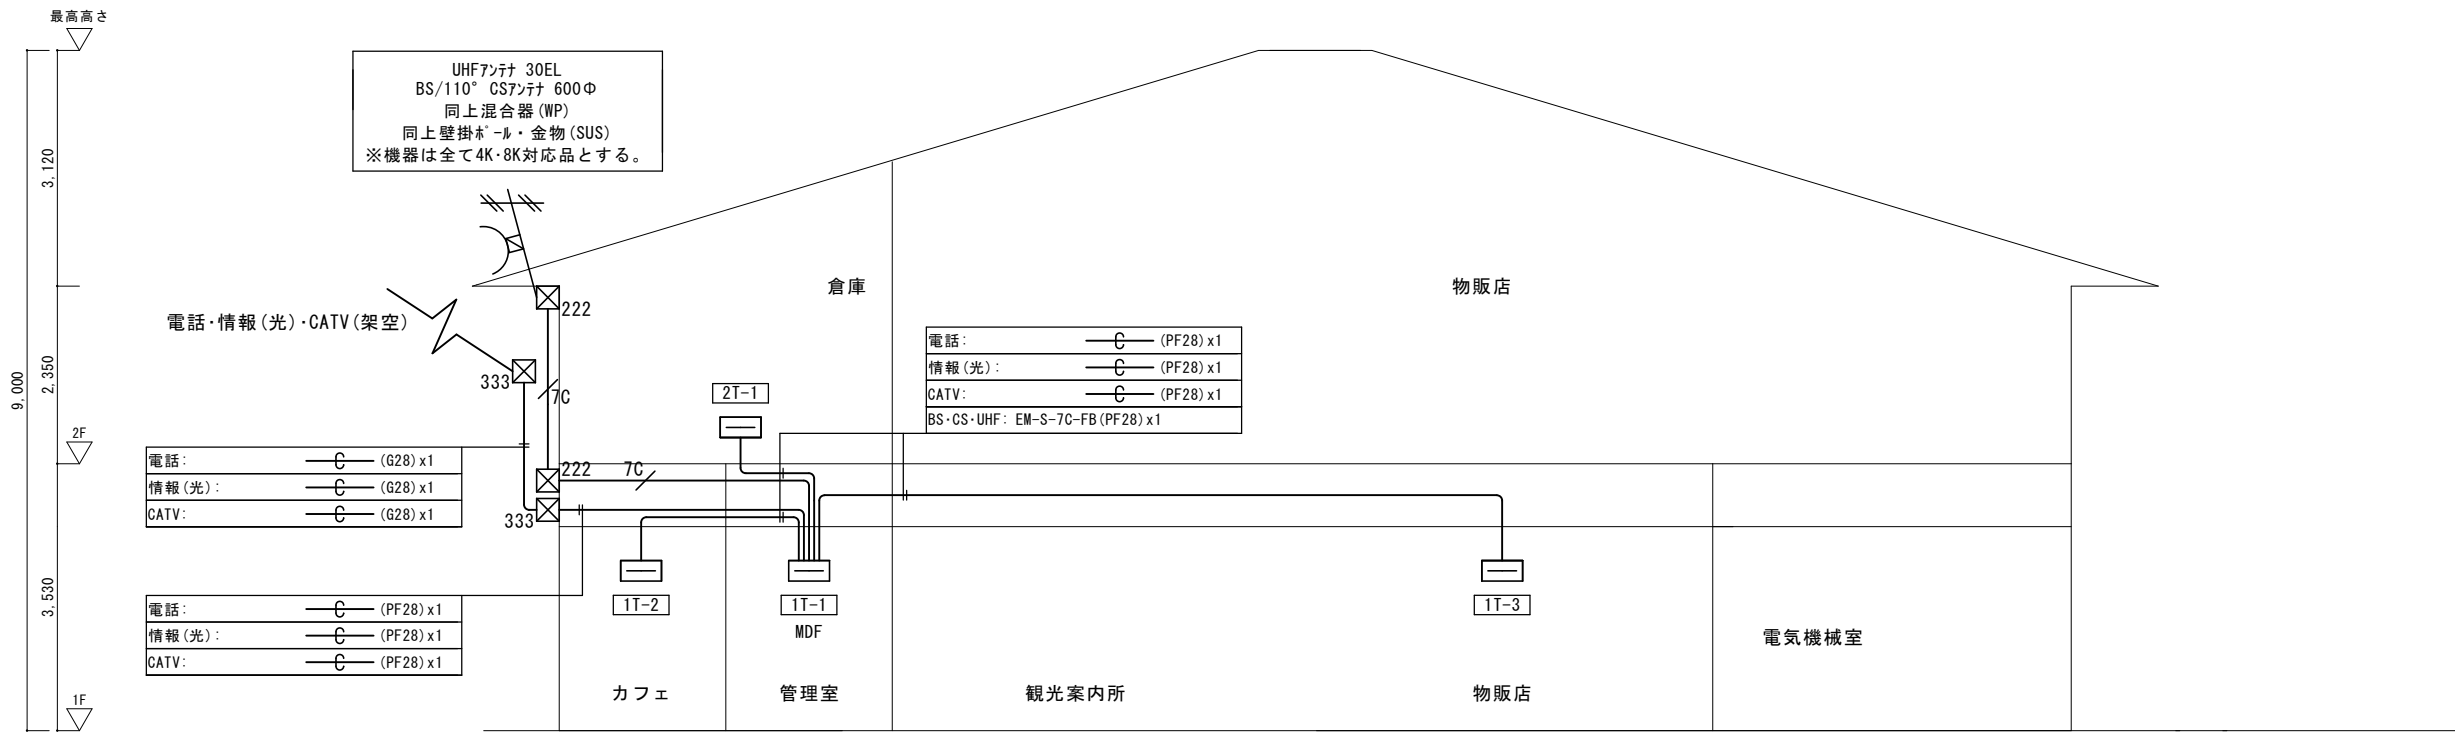 最高高さ
UHFｱﾝﾃﾅ 30EL
BS/110° CSｱﾝﾃﾅ 600Φ
同上混合器(WP)
同上壁掛ﾎﾟｰﾙ・金物(SUS)
※機器は全て4K・8K対応品とする。
3,120
2,350
9,000
3,530
2F
1F
倉庫
物販店
電話・情報(光)・CATV(架空)
222
333
7C
電話: (PF28)x1
情報(光): (PF28)x1
CATV: (PF28)x1
BS・CS・UHF: EM-S-7C-FB(PF28)x1
2T-1
電話: (G28)x1
情報(光): (G28)x1
CATV: (G28)x1
222
7C
333
1T-2
1T-1
MDF
1T-3
電話: (PF28)x1
情報(光): (PF28)x1
CATV: (PF28)x1
電気機械室
カフェ
管理室
観光案内所
物販店